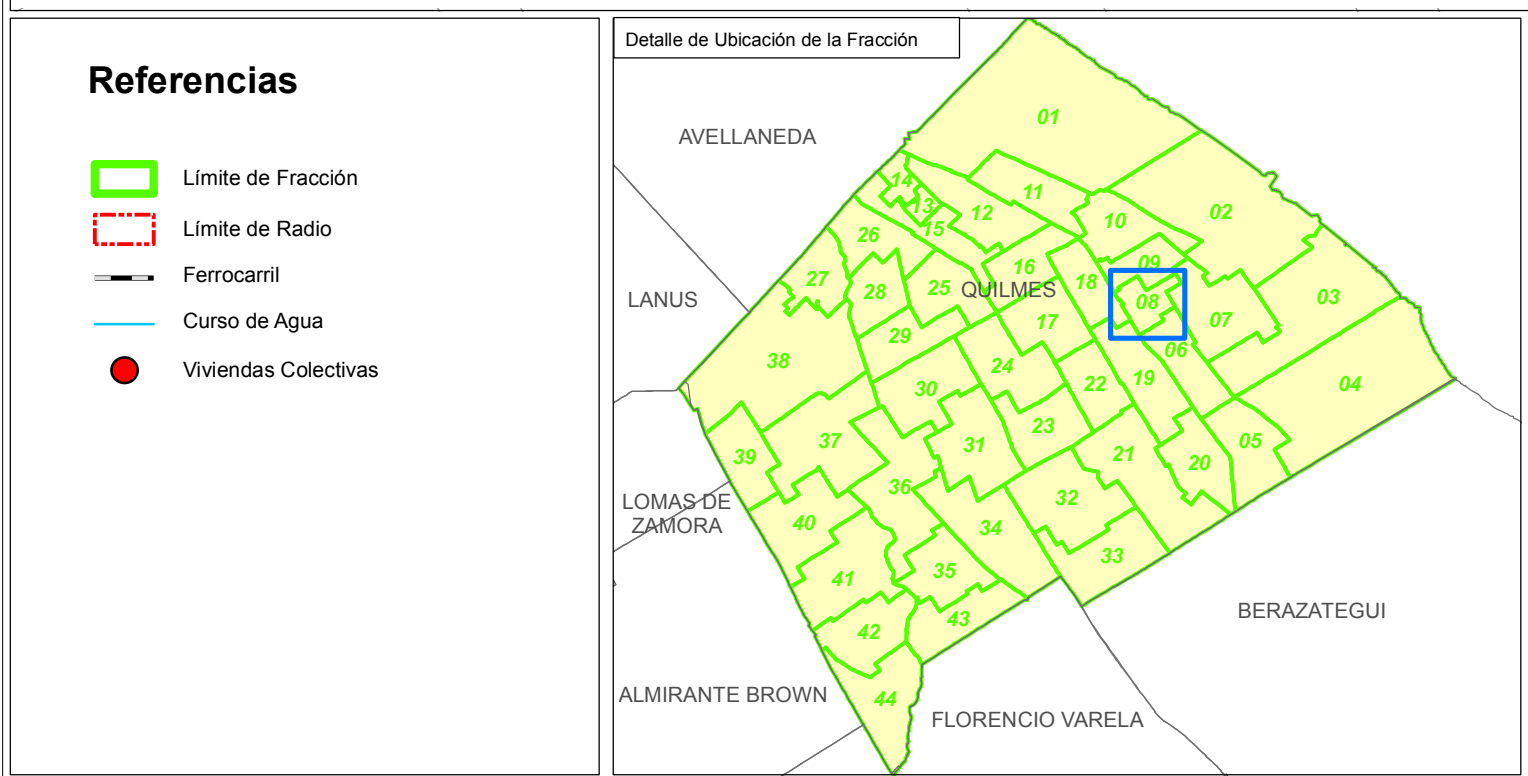 Referencias
Límite de Fracción
Límite de Radio
Ferrocarril
Curso de Agua
Viviendas Colectivas
Detalle de Ubicación de la Fracción
AVELLANEDA
01
14
11
13
12
02
15
10
26
16
09
27
28
25
QUILMES
18
LANUS
08
03
07
17
29
06
38
24
19
22
04
30
23
37
31
05
39
21
20
36
32
LOMAS DE
ZAMORA
40
34
33
35
41
BERAZATEGUI
43
42
ALMIRANTE BROWN
44
FLORENCIO VARELA